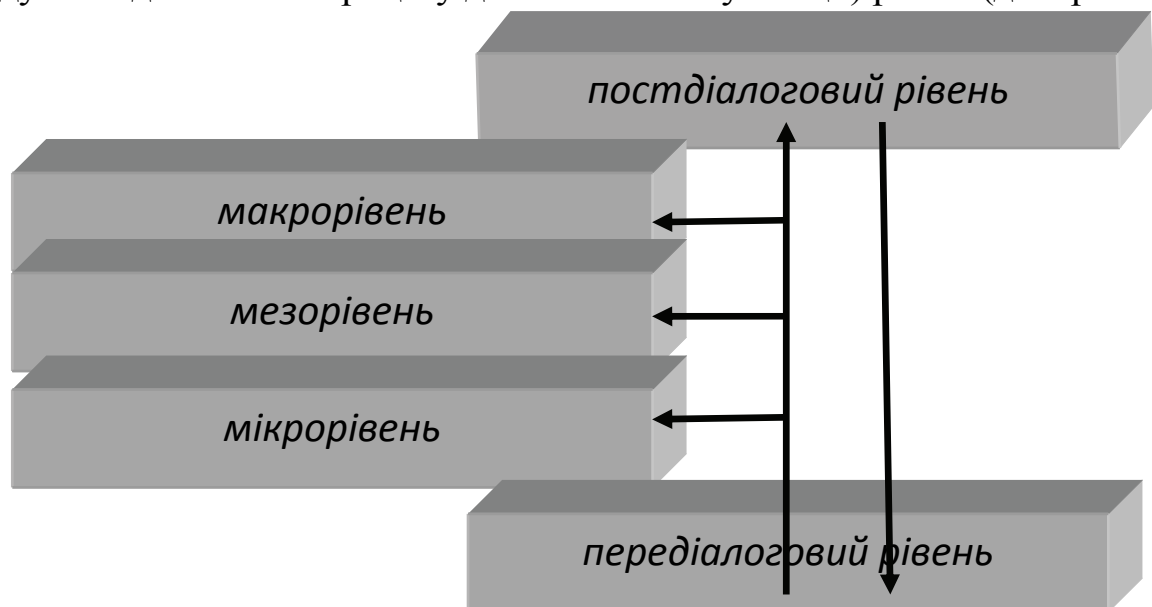 постдіалоговий рівень
макрорівень
мезорівень
мікрорівень
передіалоговий рівень